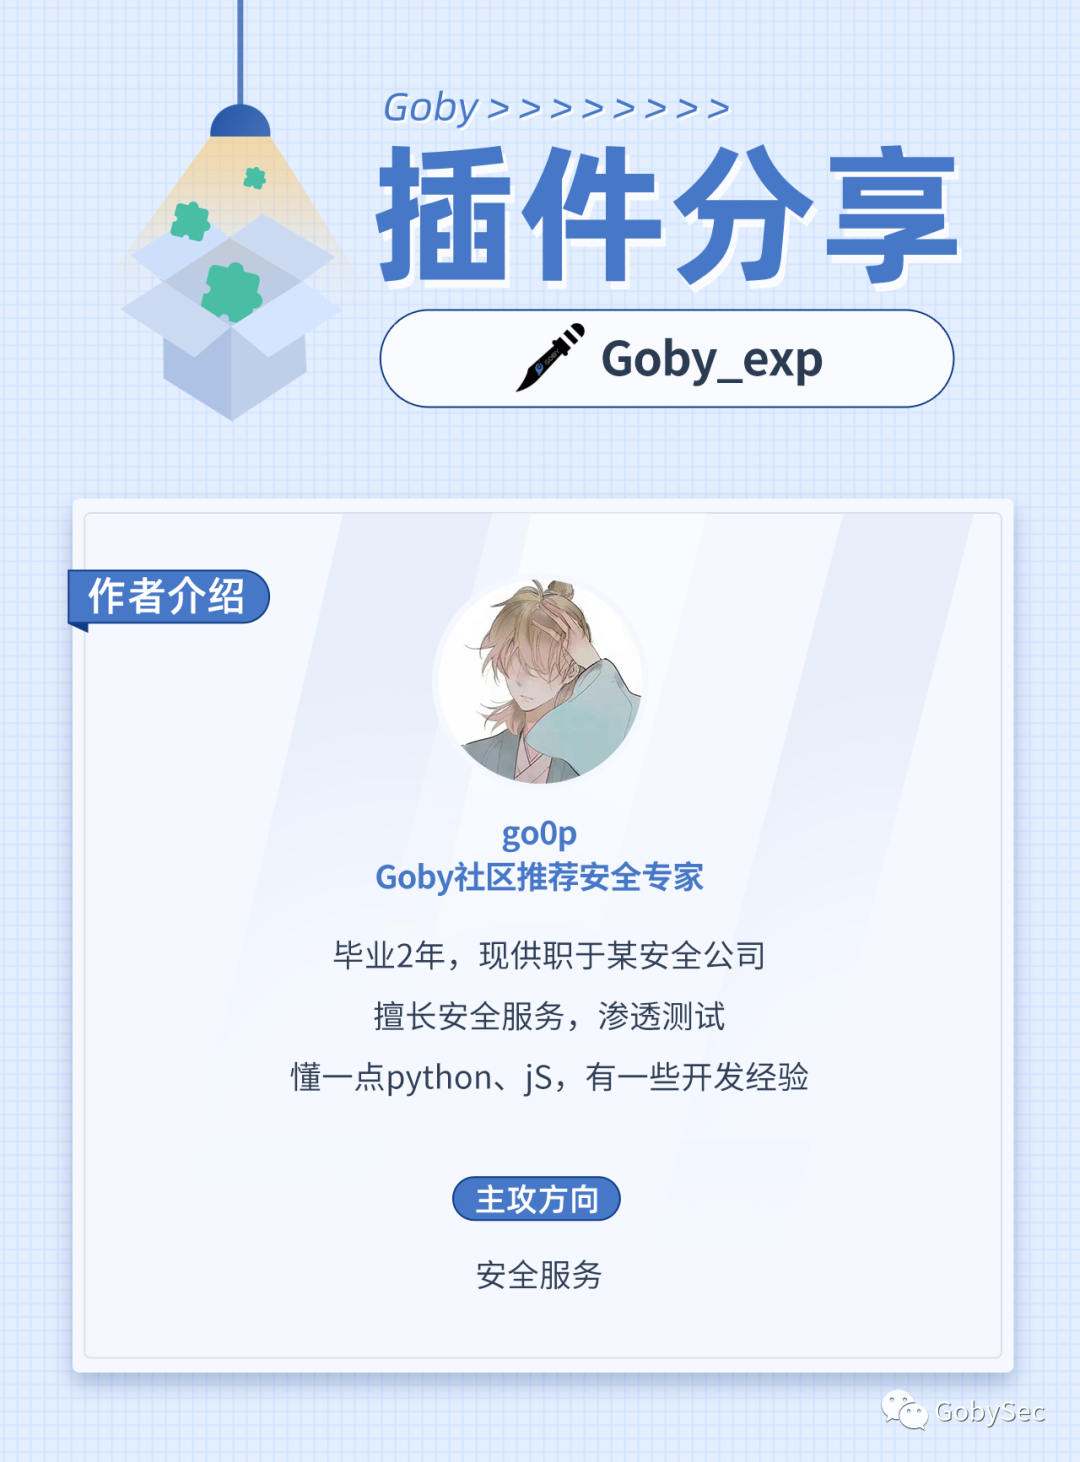 Goby > > > > > > > >
插件分享
Goby_exp
作者介绍
go0p
Goby社区推荐安全专家
毕业2年，现供职于某安全公司
擅长安全服务，渗透测试
懂一点python、jS，有一些开发经验
主攻方向
安全服务
GobySec